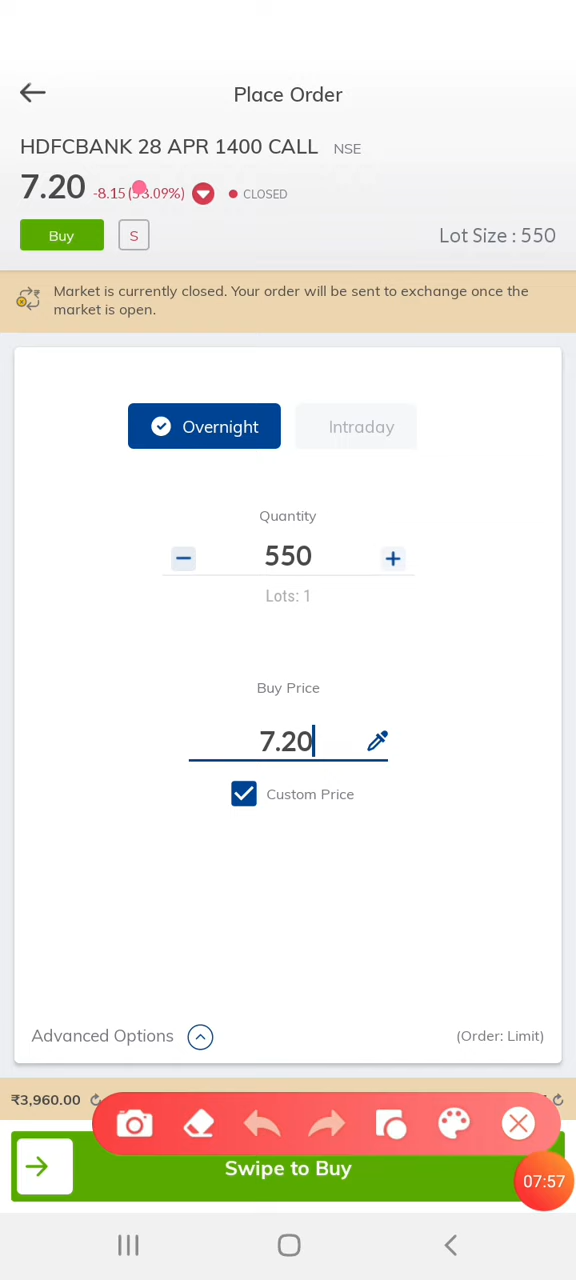 Place Order
HDFCBANK 28 APR 1400 CALL NSE
7.20 -8.15 (53.09%) CLOSED
Buy S Lot Size : 550
Market is currently closed. Your order will be sent to exchange once the
market is open.
Overnight Intraday
Quantity
550
Lots: 1
Buy Price
7.20
Custom Price
Advanced Options (Order: Limit)
₹3,960.00
Swipe to Buy
07:57